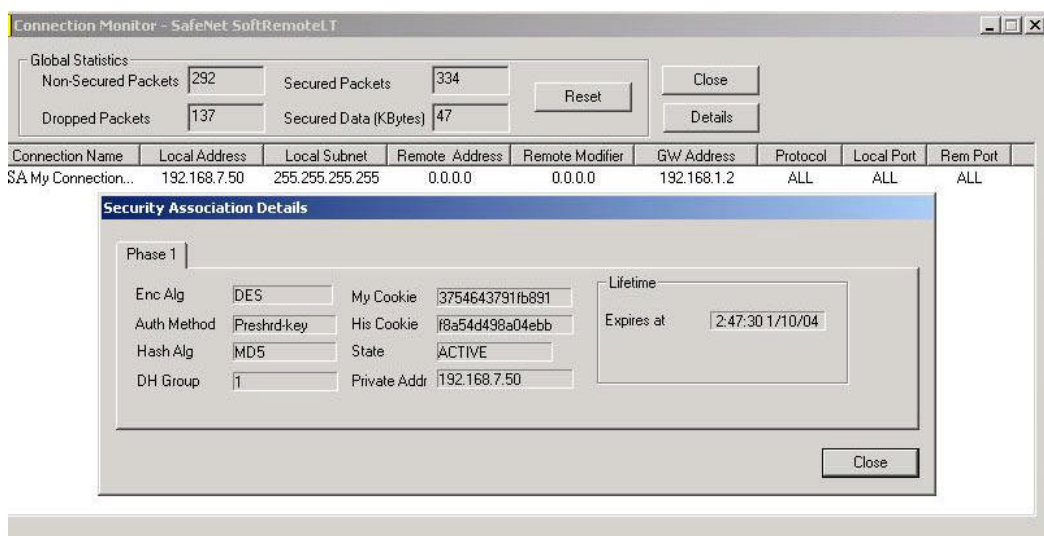 Connection Monitor - SafeNet SoftRemoteLT
Global Statistics
Non-Secured Packets 292 Secured Packets 334 Reset Close
Dropped Packets 137 Secured Data (KBytes) 47 Details
Connection Name Local Address Local Subnet Remote Address Remote Modifier GW Address Protocol Local Port Rem Port
SA My Connection... 192.168.7.50 255.255.255.255 0.0.0.0 0.0.0.0 192.168.1.2 ALL ALL ALL
Security Association Details
Phase 1
Lifetime
Enc Alg DES My Cookie 3754643791fb891
Auth Method Preshrd-key His Cookie f8a54d498a04ebb Expires at 2:47:30 1/10/04
Hash Alg MD5 State ACTIVE
DH Group 1 Private Addr 192.168.7.50
Close